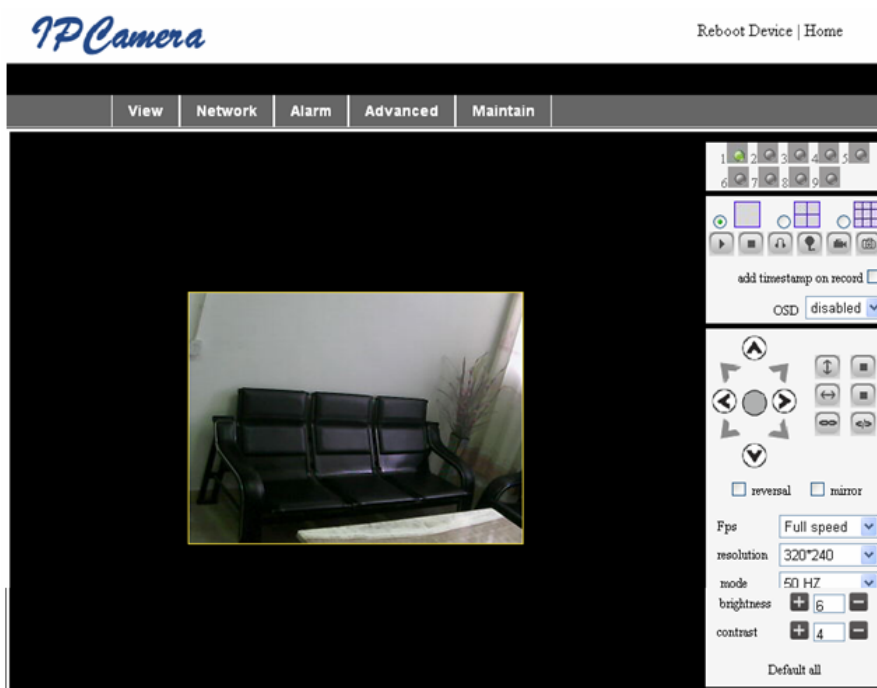 IPCamera
Reboot Device | Home
View Network Alarm Advanced Maintain
1 2 3 4 5
6 7 8 9
add timestamp on record
OSD disabled
reversal mirror
Fps Full speed
resolution 320*240
mode 50 HZ
brightness 6
contrast 4
Default all